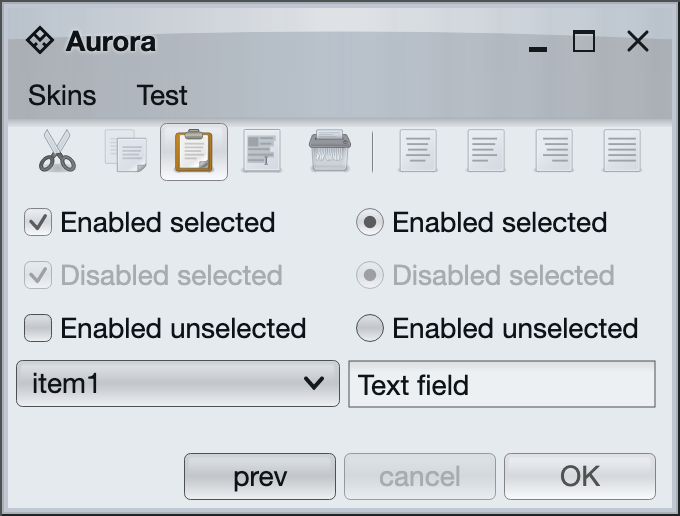 Aurora
Skins Test
Enabled selected Enabled selected
Disabled selected Disabled selected
Enabled unselected Enabled unselected
item1 Text field
prev cancel OK